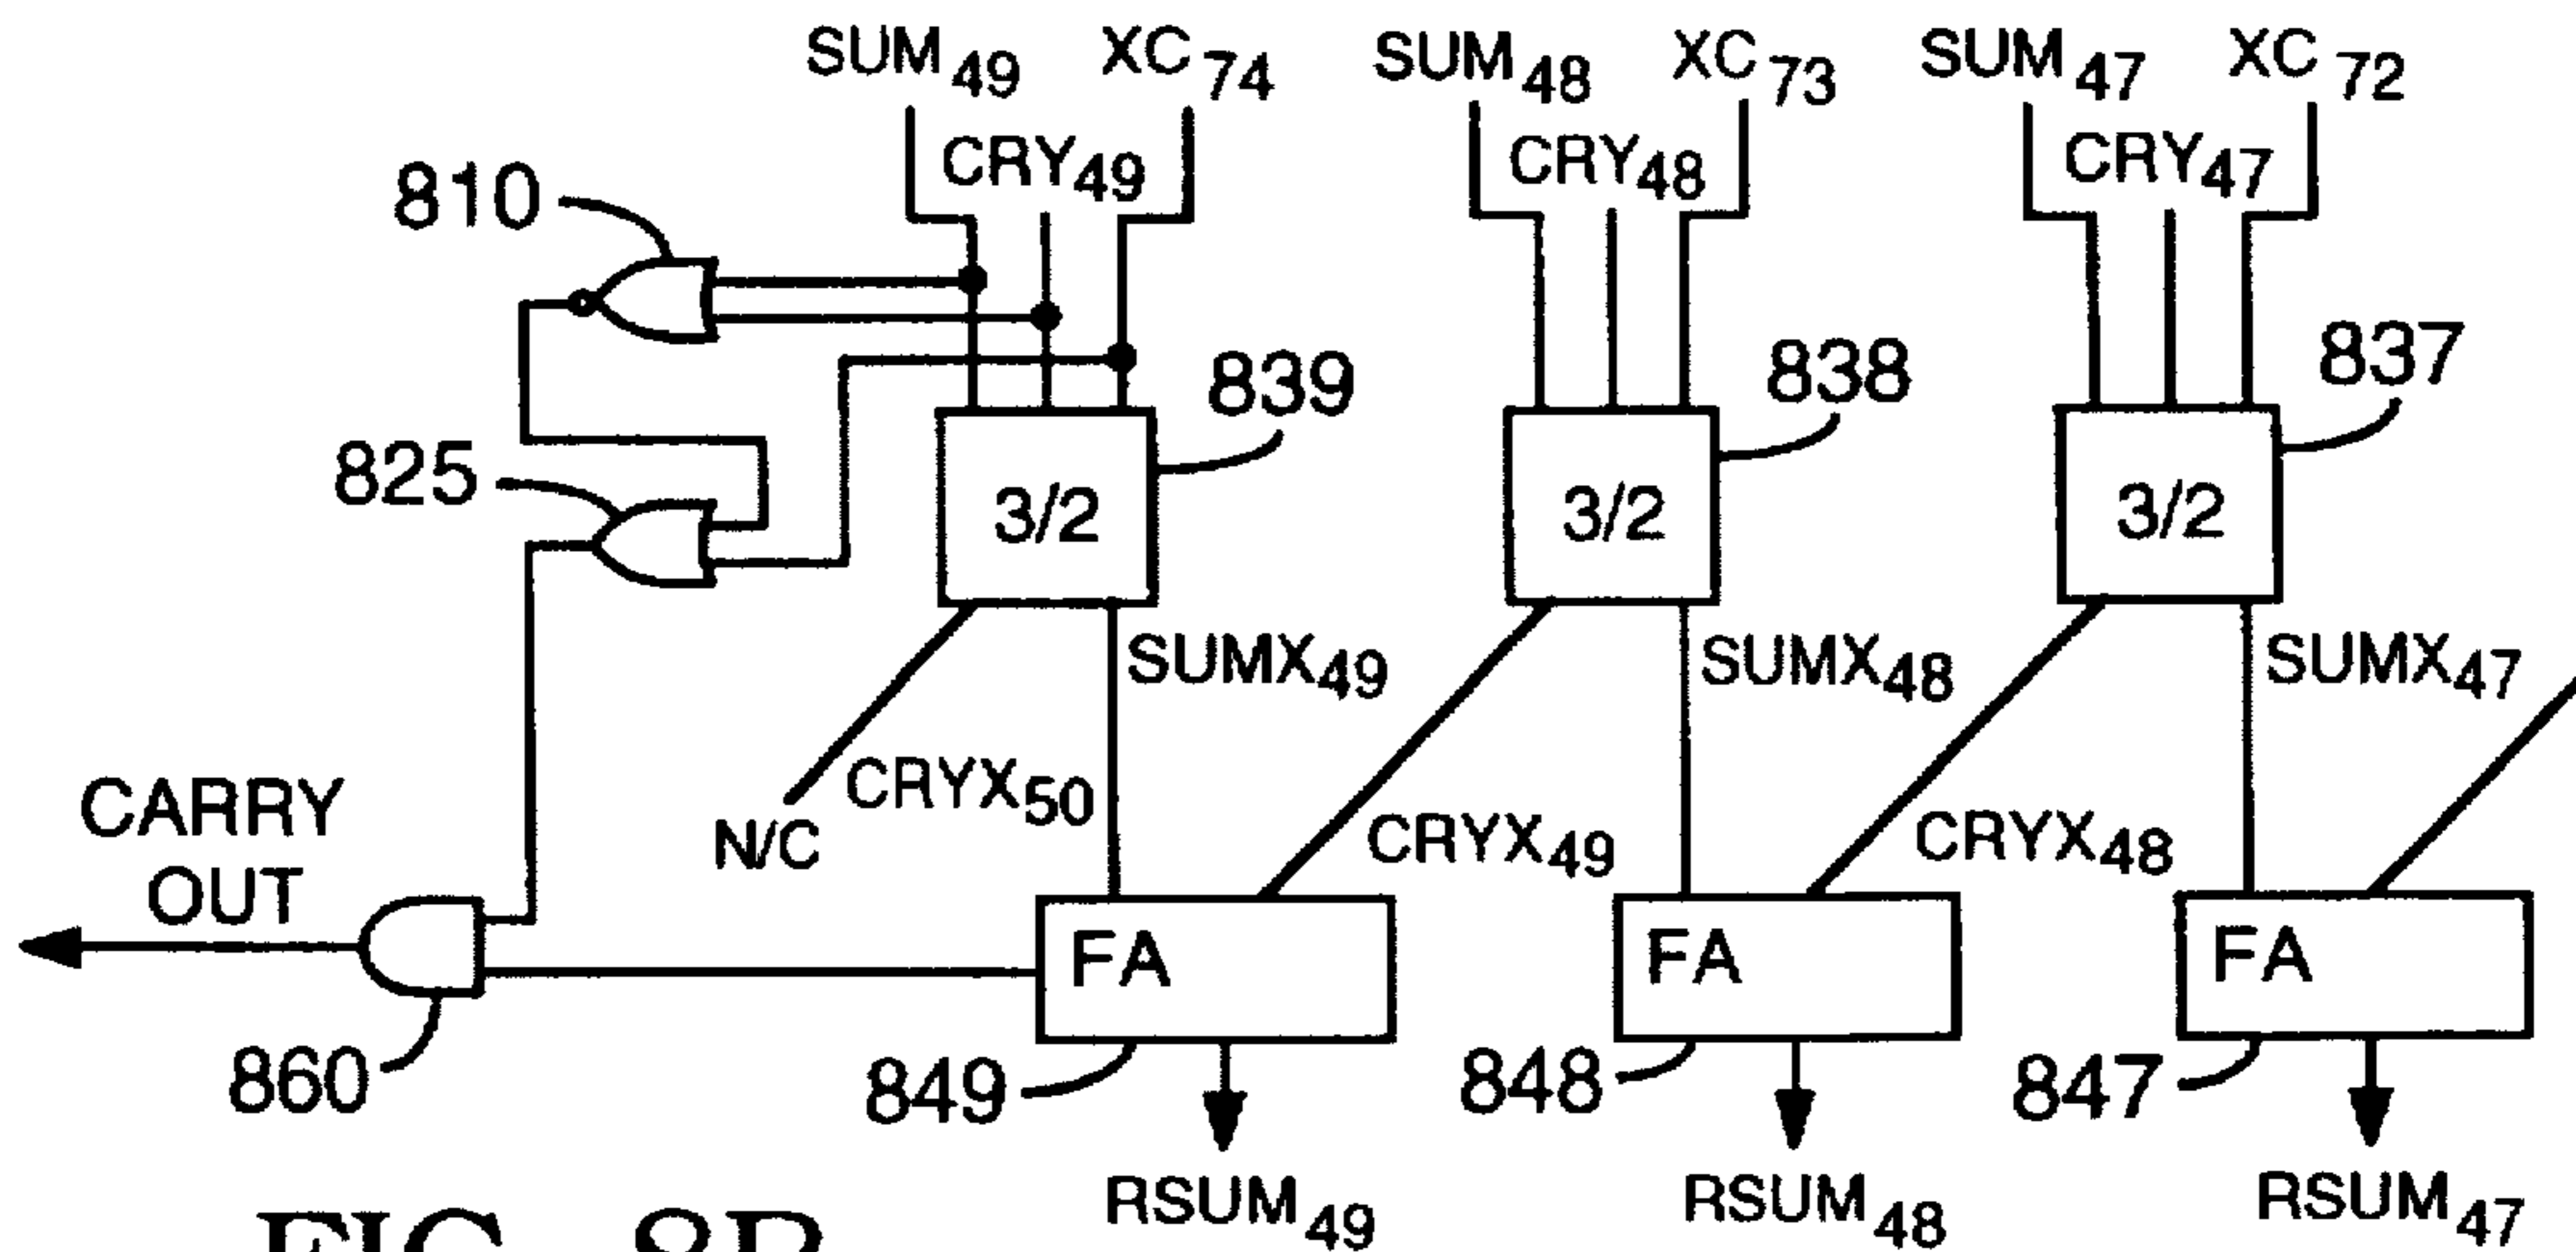 SUM49 XC74 SUM48 XC73 SUM47 XC72
CRY49 CRY48 CRY47
810
839 838 837
825
3/2 3/2 3/2
SUMX49 SUMX48 SUMX47
CRYX50 CRYX49 CRYX48
N/C
CARRY
OUT
FA FA FA
860 849 848 847
RSUM49 RSUM48 RSUM47
FIG. 8B